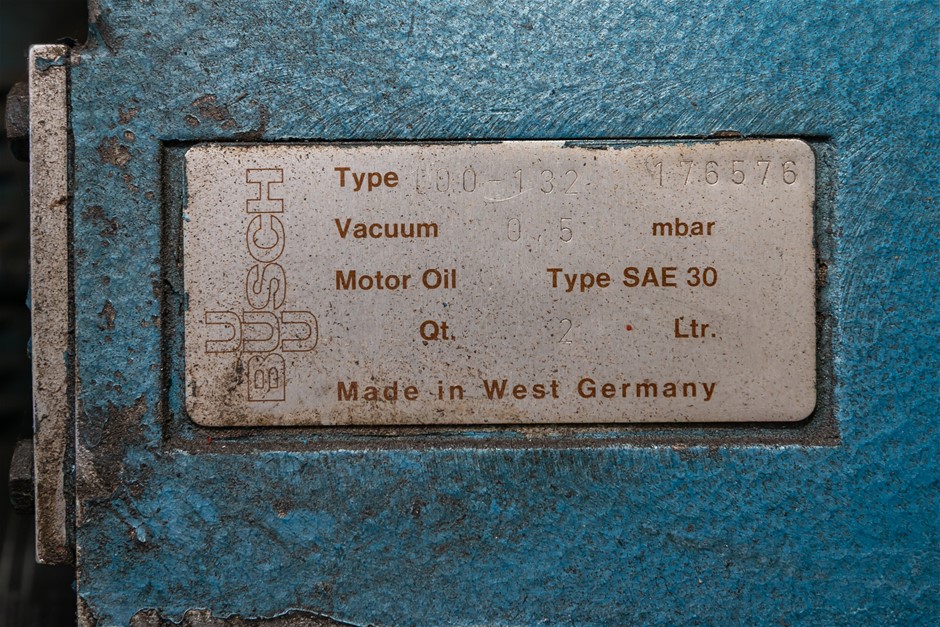 BUSCH
Type 100-132 176576
Vacuum 0,5 mbar
Motor Oil Type SAE 30
Qt. 2 Ltr.
Made in West Germany